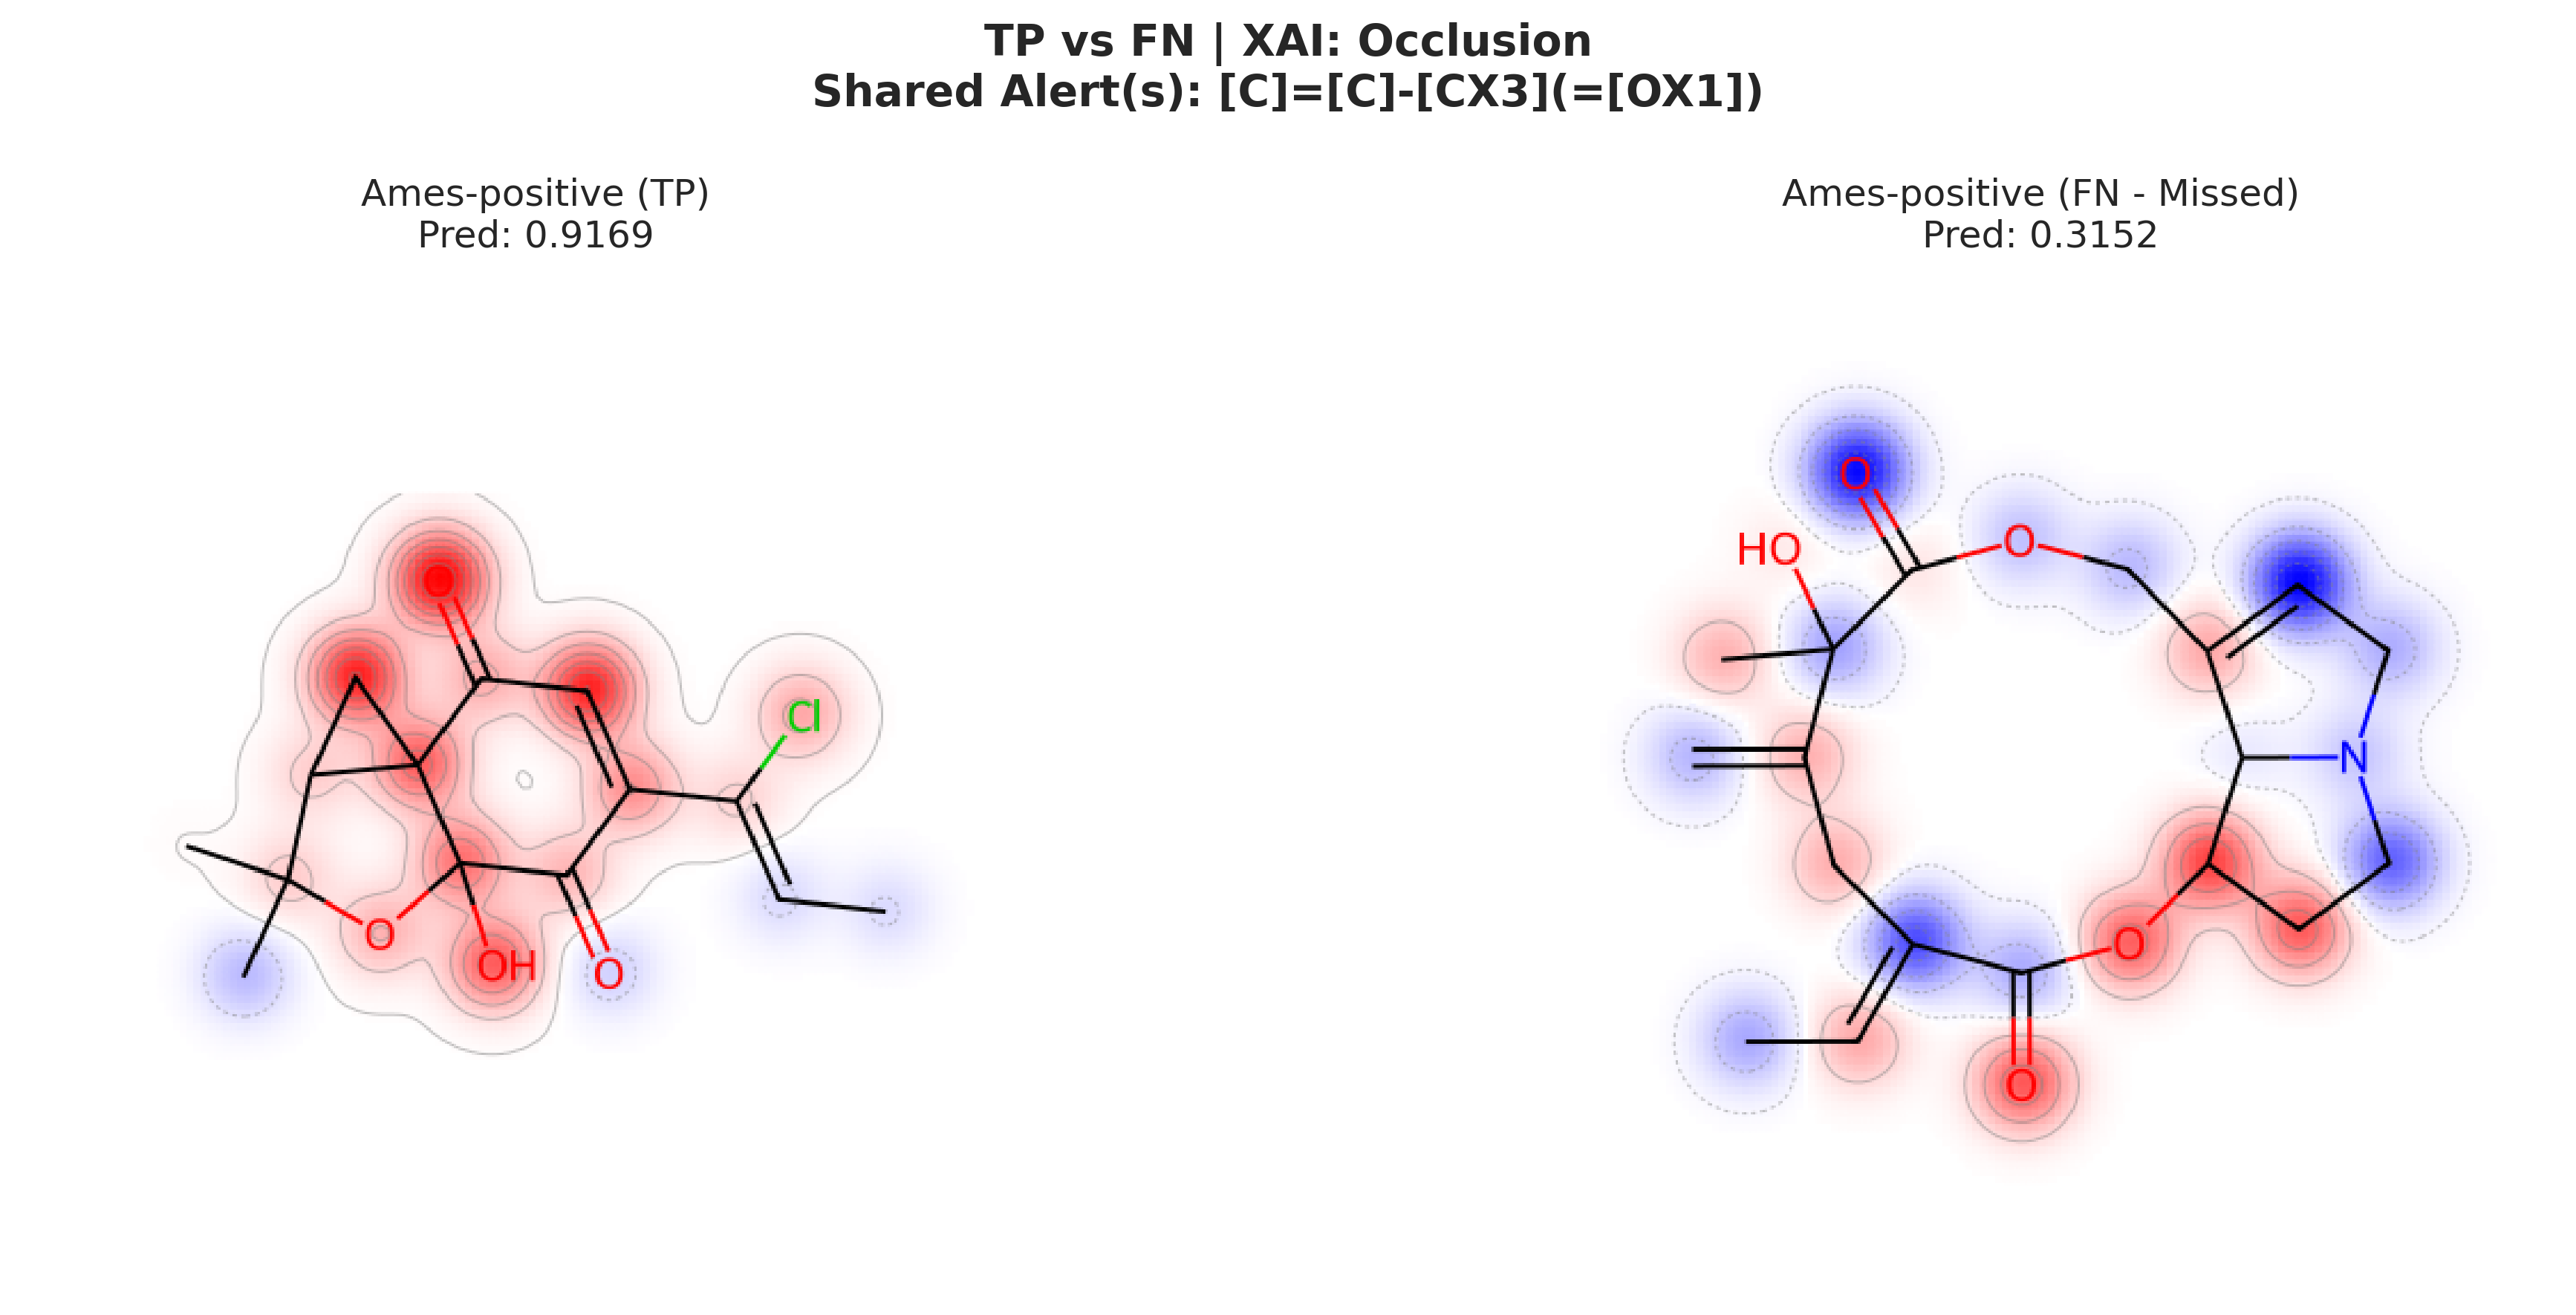 TP vs FN | XAI: Occlusion
Shared Alert(s): [C]=[C]-[CX3](=[OX1])
Ames-positive (TP)
Pred: 0.9169
Ames-positive (FN - Missed)
Pred: 0.3152
O
Cl
O
OH
O
O
HO
O
N
O
O